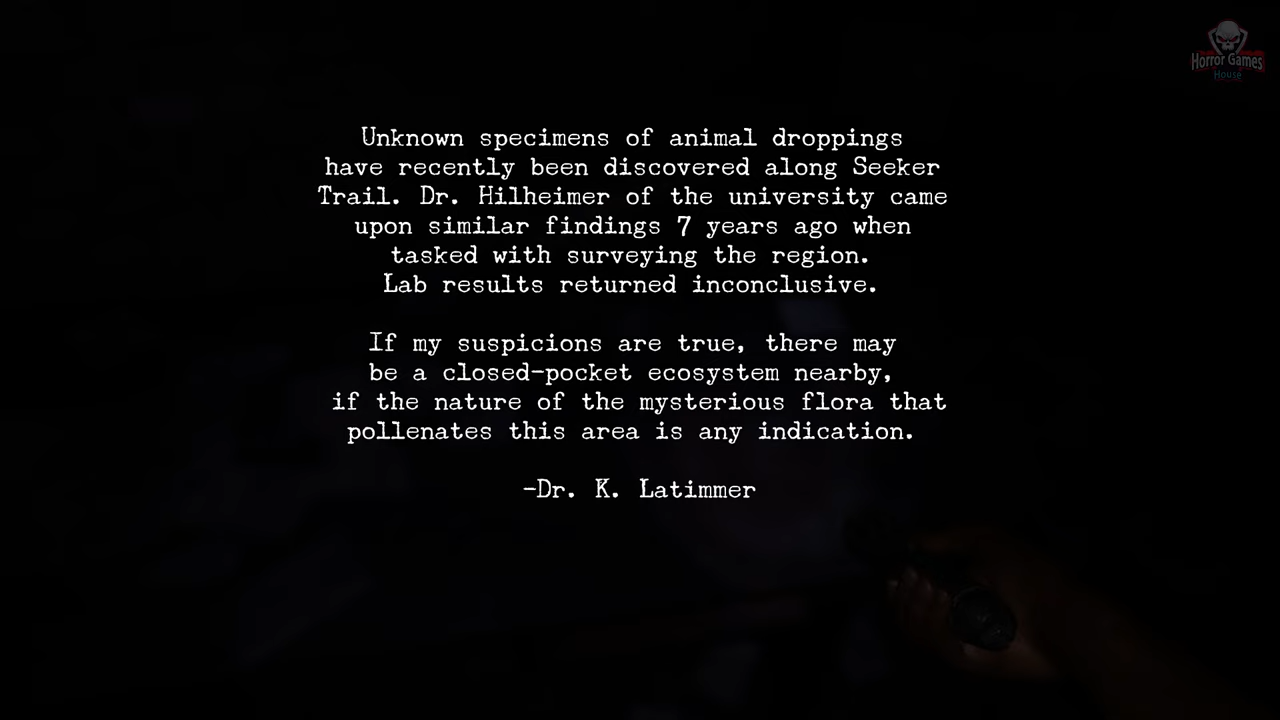 Horror Games
House
Unknown specimens of animal droppings
have recently been discovered along Seeker
Trail. Dr. Hilheimer of the university came
upon similar findings 7 years ago when
tasked with surveying the region.
Lab results returned inconclusive.
If my suspicions are true, there may
be a closed-pocket ecosystem nearby,
if the nature of the mysterious flora that
pollenates this area is any indication.
-Dr. K. Latimmer